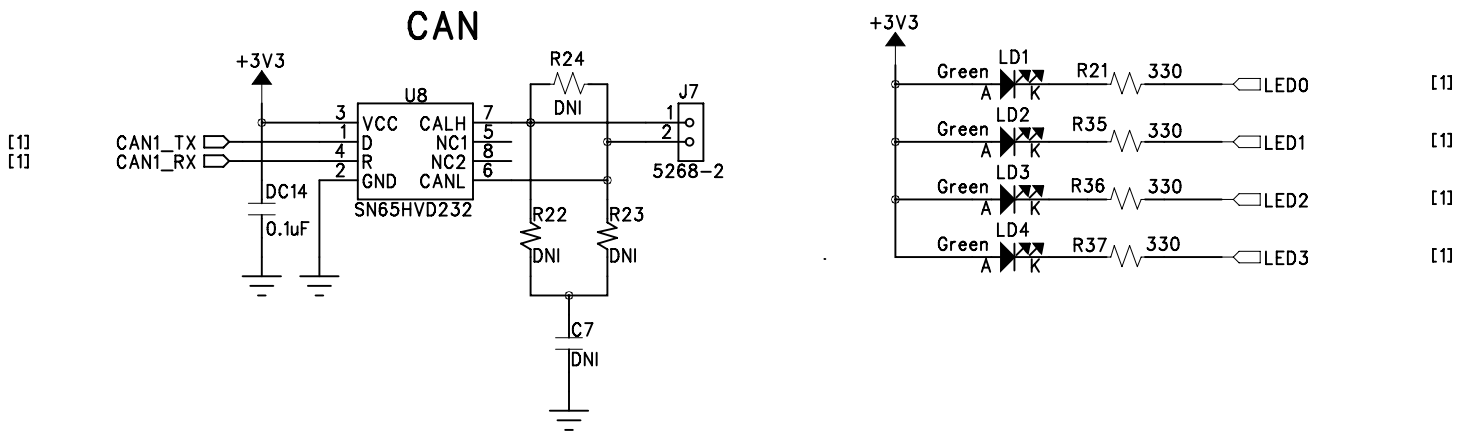 CAN
+3V3
R24
DNI
J7
1
2
5268-2
U8
3 VCC CALH 7
1 D NC1 5
4 R NC2 8
2 GND CANL 6
SN65HVD232
[1] CAN1_TX
[1] CAN1_RX
DC14
0.1uF
R22
DNI
R23
DNI
C7
DNI
+3V3
LD1
Green A K R21 330 LED0 [1]
LD2
Green A K R35 330 LED1 [1]
LD3
Green A K R36 330 LED2 [1]
LD4
Green A K R37 330 LED3 [1]